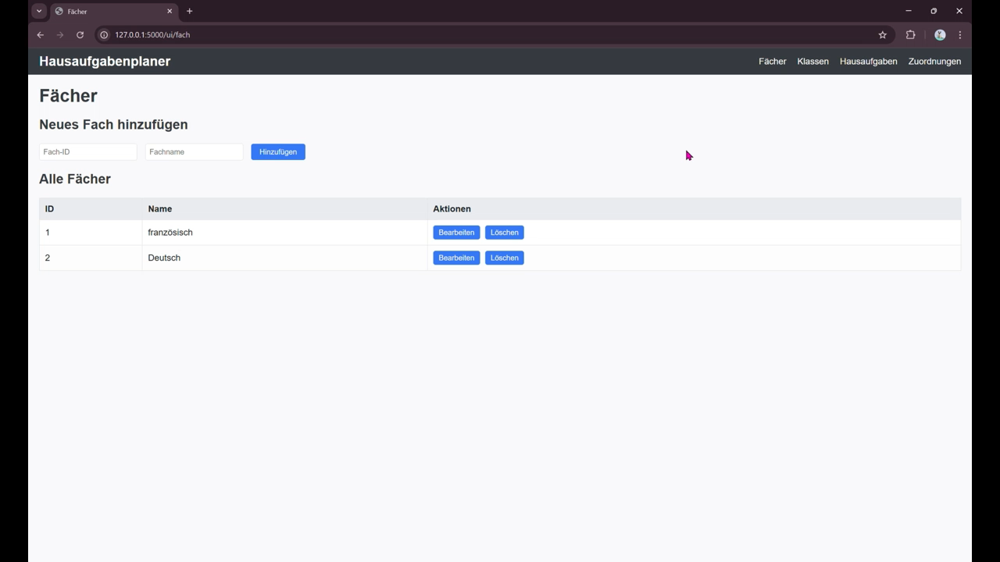 Fächer
127.0.0.1:5000/ui/fach
Hausaufgabenplaner
Fächer Klassen Hausaufgaben Zuordnungen
Fächer
Neues Fach hinzufügen
Fach-ID Fachname Hinzufügen
Alle Fächer
ID Name Aktionen
1 französisch Bearbeiten Löschen
2 Deutsch Bearbeiten Löschen